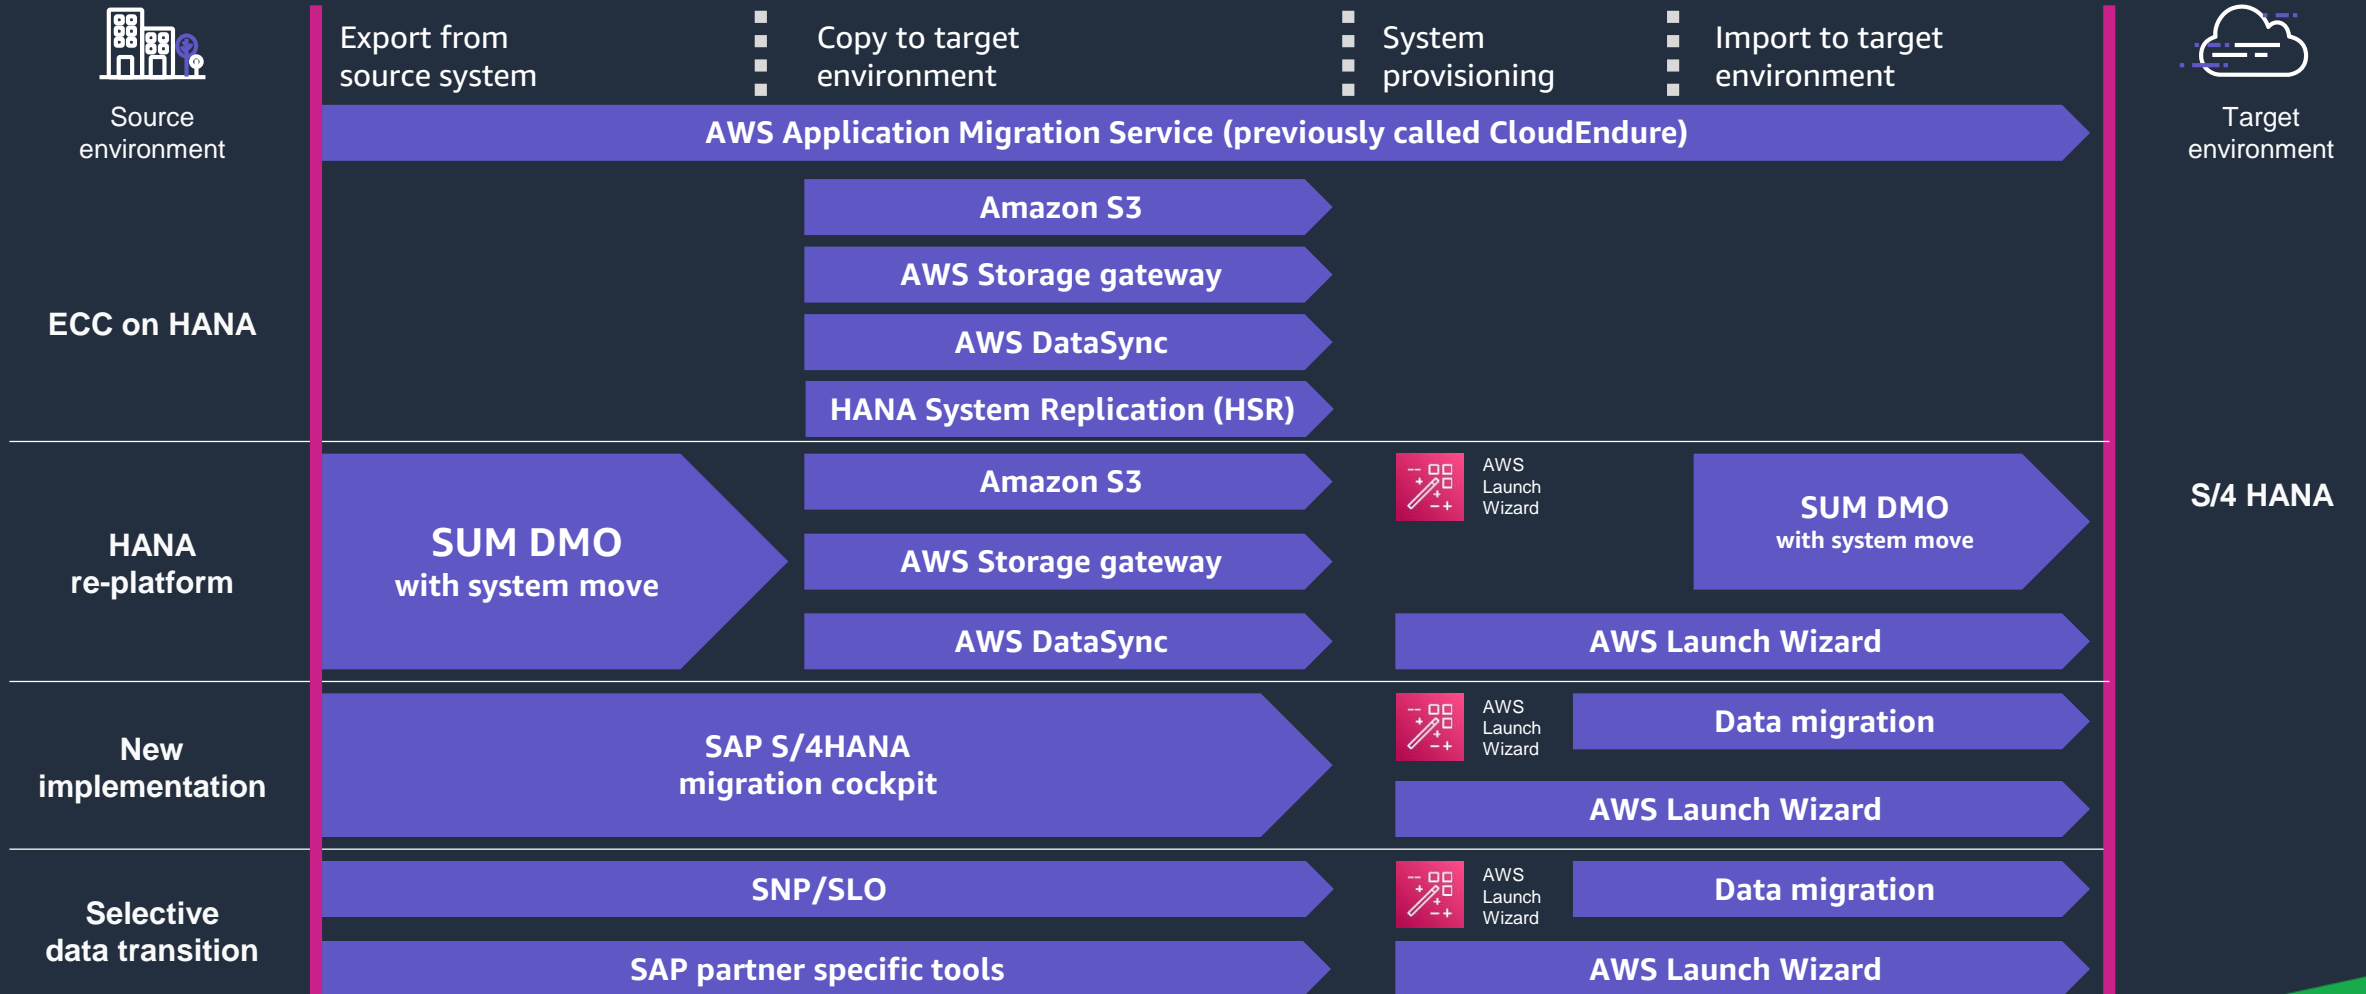 Source
environment
Export from
source system
Copy to target
environment
System
provisioning
Import to target
environment
Target
environment
AWS Application Migration Service (previously called CloudEndure)
ECC on HANA
Amazon S3
AWS Storage gateway
AWS DataSync
HANA System Replication (HSR)
HANA
re-platform
SUM DMO
with system move
Amazon S3
AWS Storage gateway
AWS DataSync
AWS
Launch
Wizard
SUM DMO
with system move
AWS Launch Wizard
S/4 HANA
New
implementation
SAP S/4HANA
migration cockpit
AWS
Launch
Wizard
Data migration
AWS Launch Wizard
Selective
data transition
SNP/SLO
SAP partner specific tools
AWS
Launch
Wizard
Data migration
AWS Launch Wizard